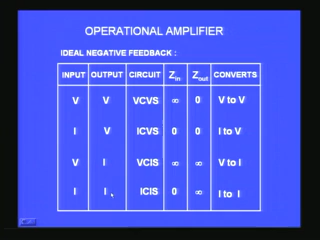 OPERATIONAL AMPLIFIER
IDEAL NEGATIVE FEEDBACK :
INPUT OUTPUT CIRCUIT Zin Zout CONVERTS
V V VCVS ∞ 0 V to V
I V ICVS 0 0 I to V
V I VCIS ∞ ∞ V to I
I I ICIS 0 ∞ I to I